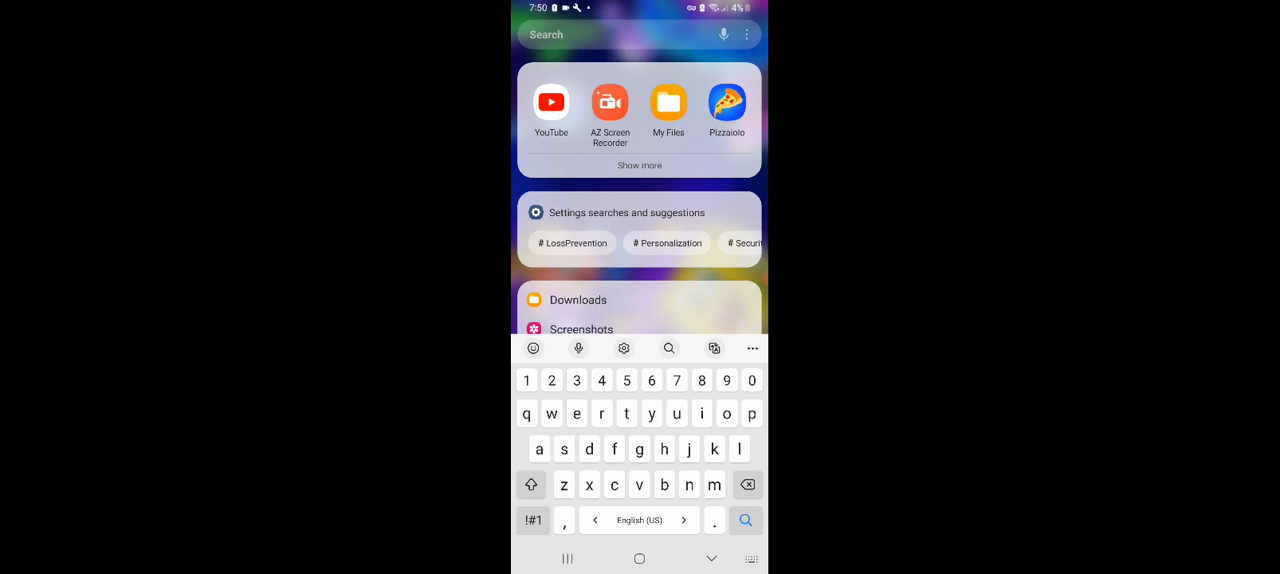 7:50 4%
Search
YouTube AZ Screen Recorder My Files Pizzaiolo
Show more
Settings searches and suggestions
# LossPrevention # Personalization # Securit
Downloads
Screenshots
1 2 3 4 5 6 7 8 9 0
q w e r t y u i o p
a s d f g h j k l
z x c v b n m
!#1 , < English (US) > .